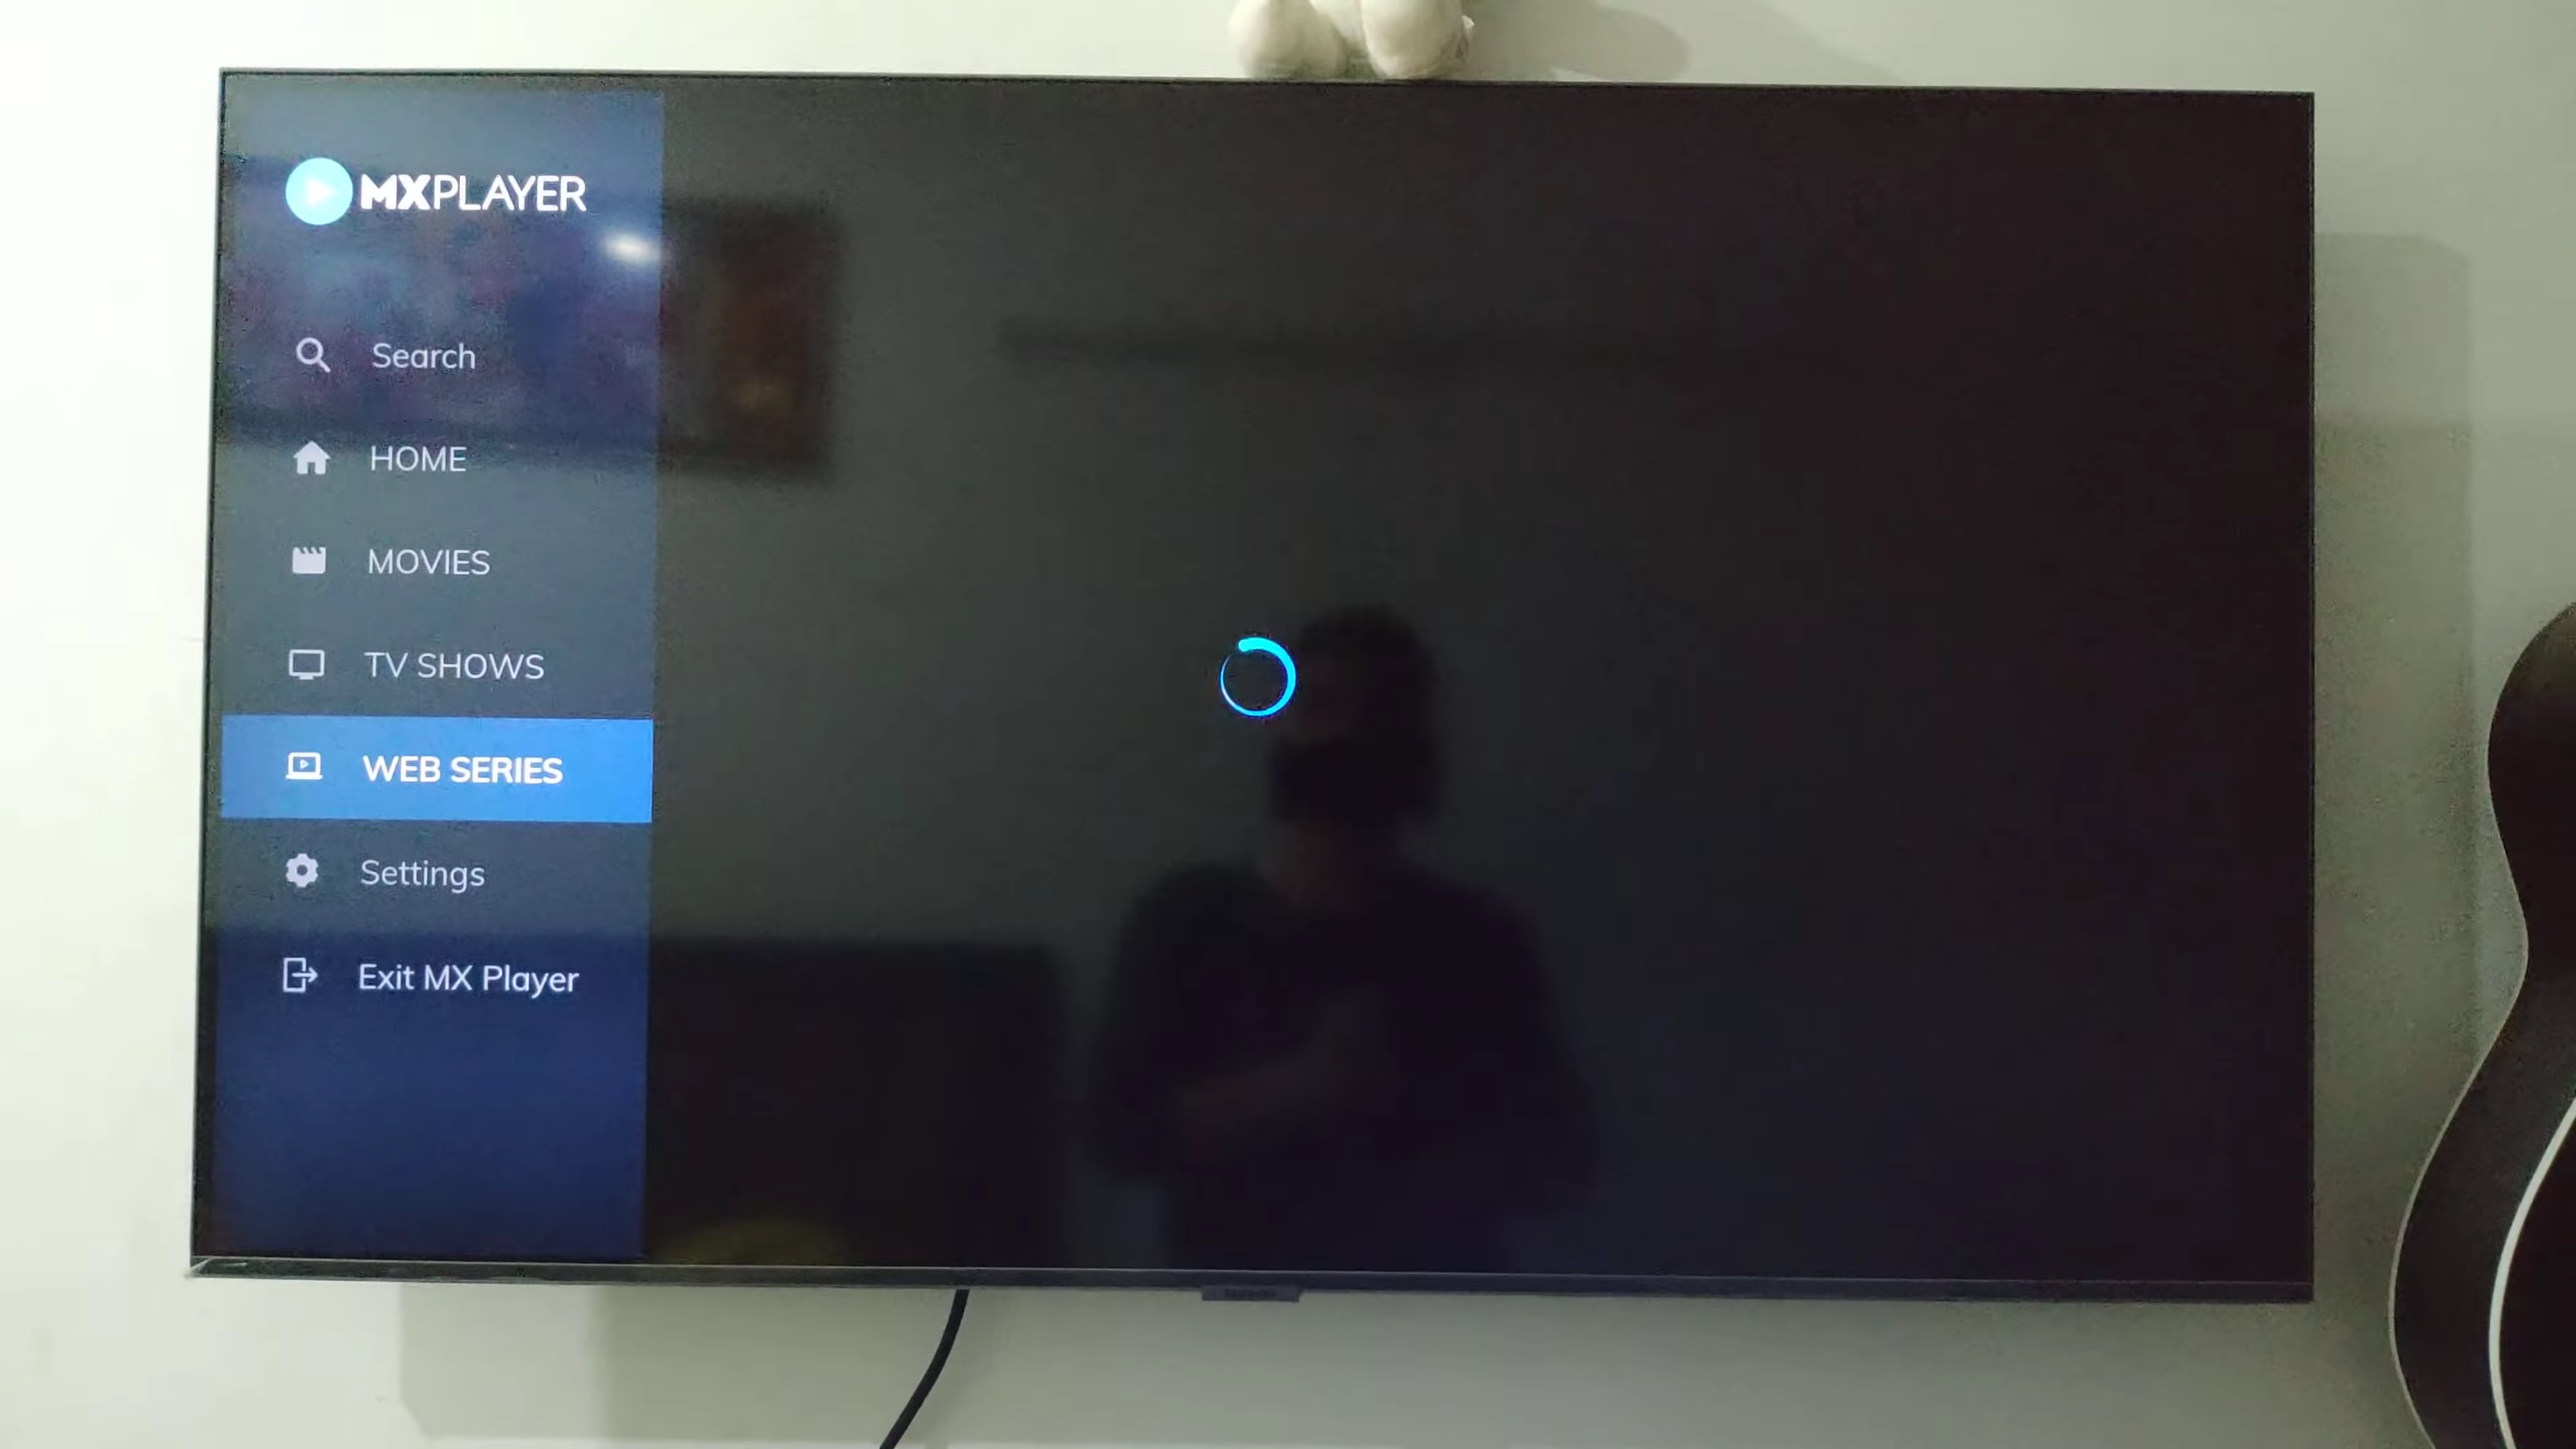 MXPLAYER
Search
HOME
MOVIES
TV SHOWS
WEB SERIES
Settings
Exit MX Player